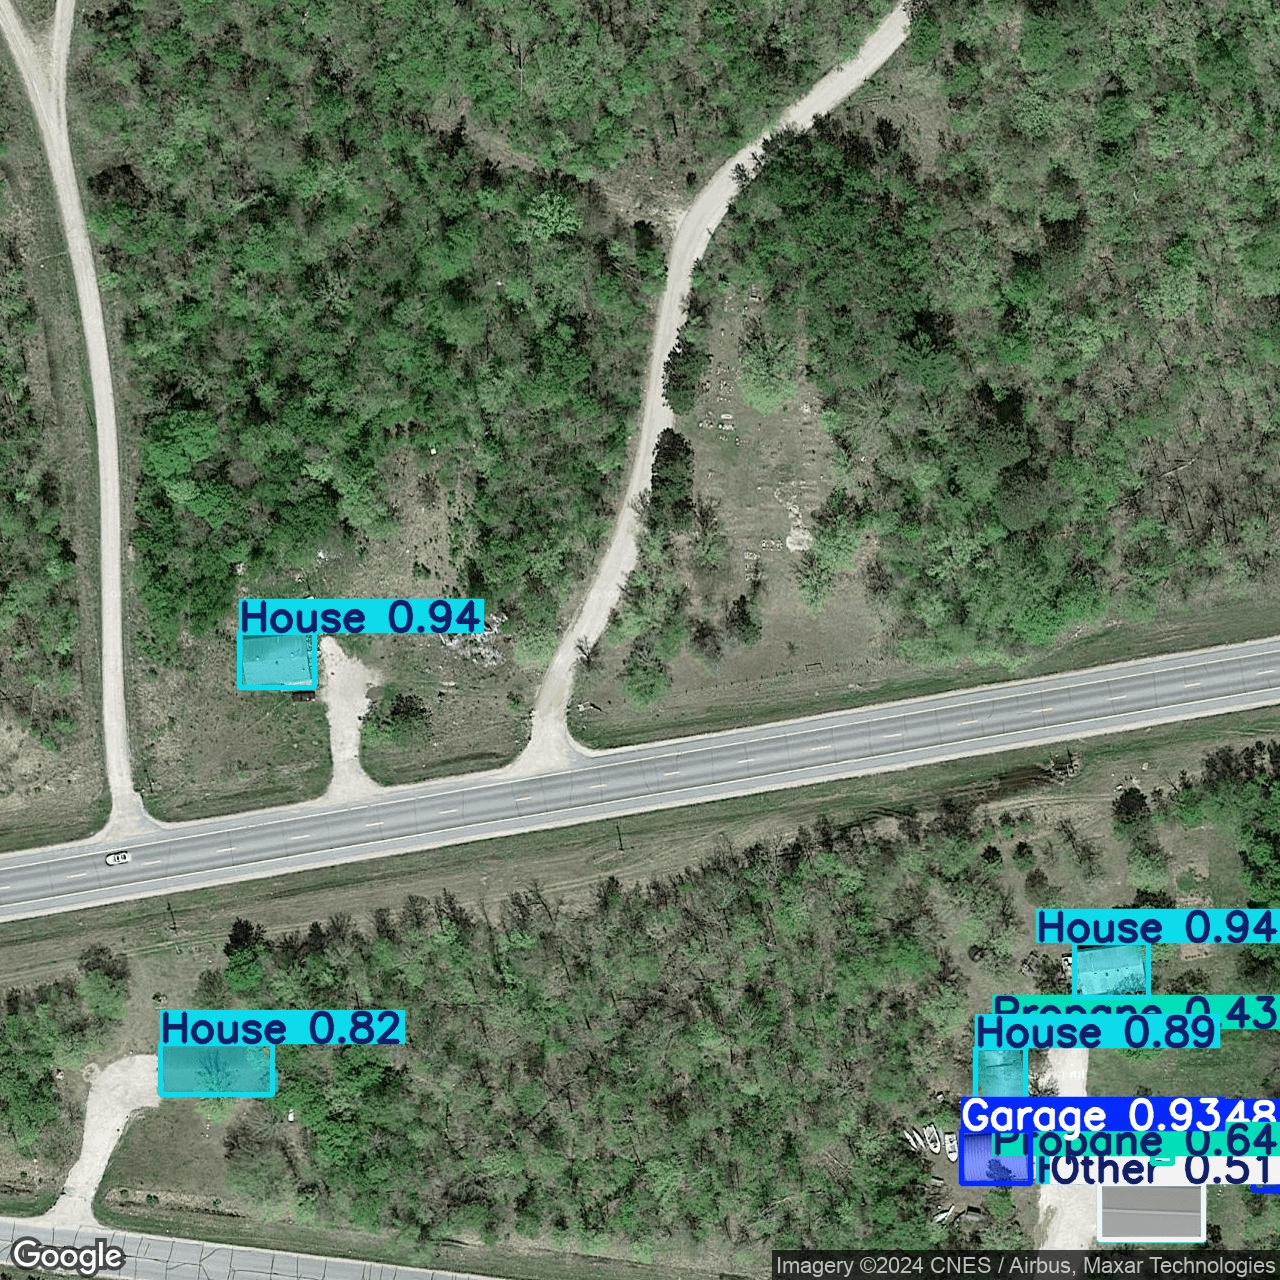 House 0.94
House 0.94
Propane 0.43
House 0.82
House 0.89
Garage 0.9348
Propane 0.64
Other 0.51
Google
Imagery ©2024 CNES / Airbus, Maxar Technologies